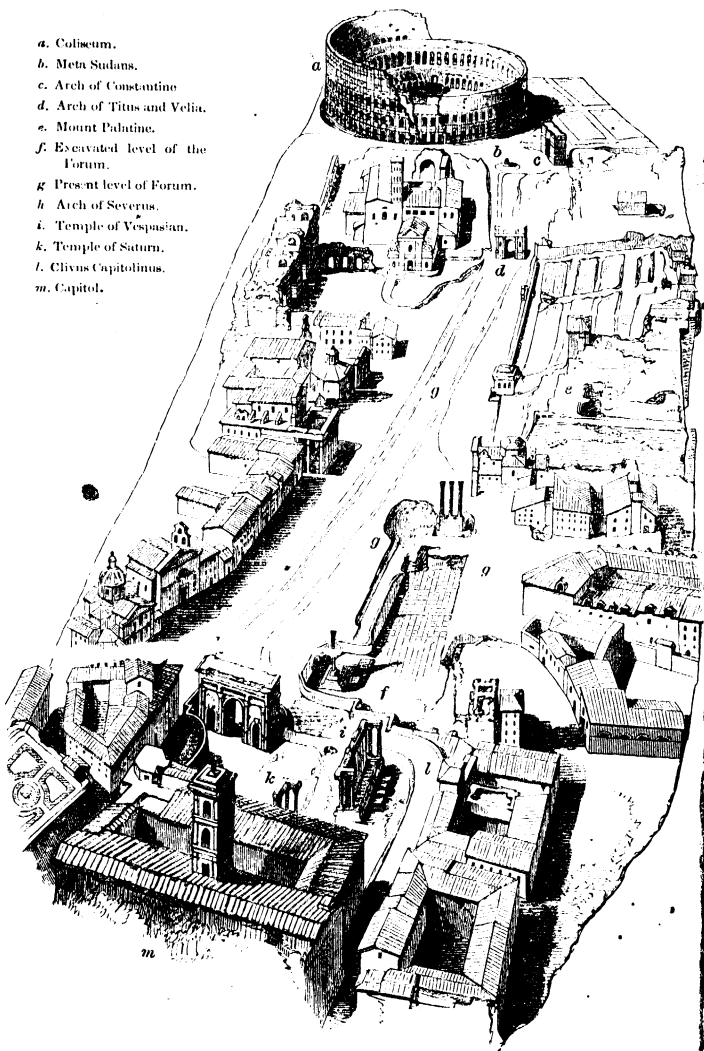 a. Coliseum.
b. Meta Sudans.
c. Arch of Constantine
d. Arch of Titus and Velia.
e. Mount Palatine.
f. Excavated level of the
Forum.
g Present level of Forum.
h Arch of Severus.
i. Temple of Vespasian.
k. Temple of Saturn.
l. Clivus Capitolinus.
m. Capitol.
a
b
c
d
g
e
g
g
f
i
l
k
l
m